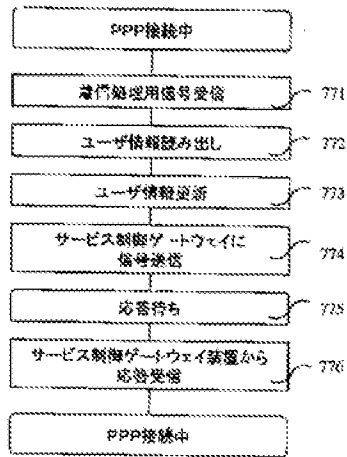 PPP接続中
着信処理用信号受信
771
ユーザ情報読み出し
772
ユーザ情報更新
773
サービス制御ゲートウェイに
信号送信
774
応答待ち
775
サービス制御ゲートウェイ装置から
応答受信
776
PPP接続中